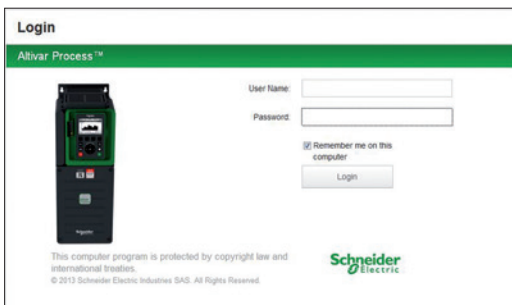 Login
Altivar Process™
User Name:
Password:
Remember me on this
computer
Login
This computer program is protected by copyright law and
international treaties.
© 2013 Schneider Electric Industries SAS. All Rights Reserved.
Schneider
Electric